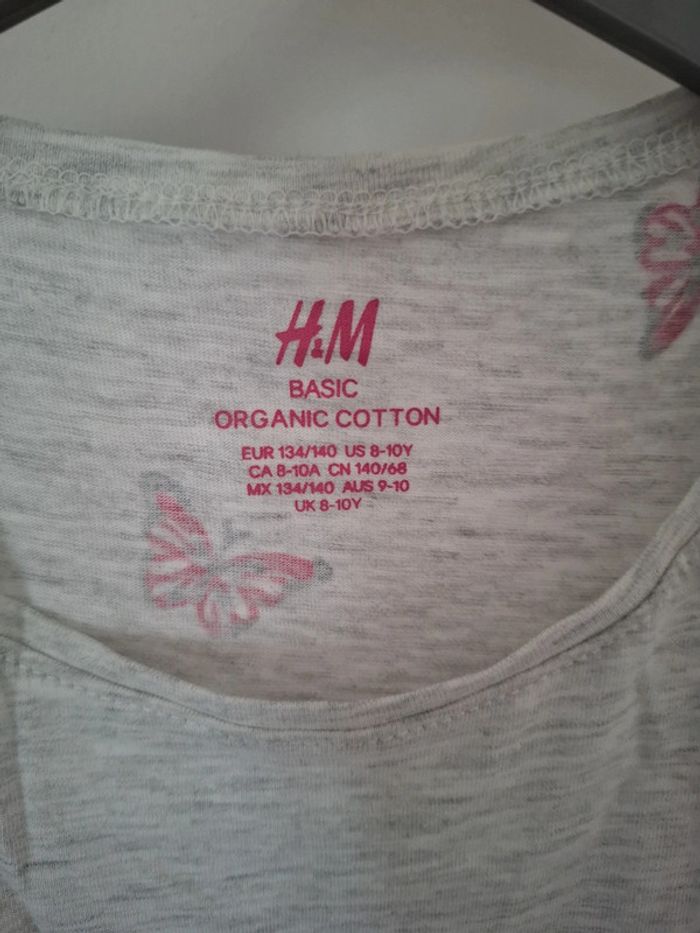 H&M
BASIC
ORGANIC COTTON
EUR 134/140 US 8-10Y
CA 8-10A CN 140/68
MX 134/140 AUS 9-10
UK 8-10Y